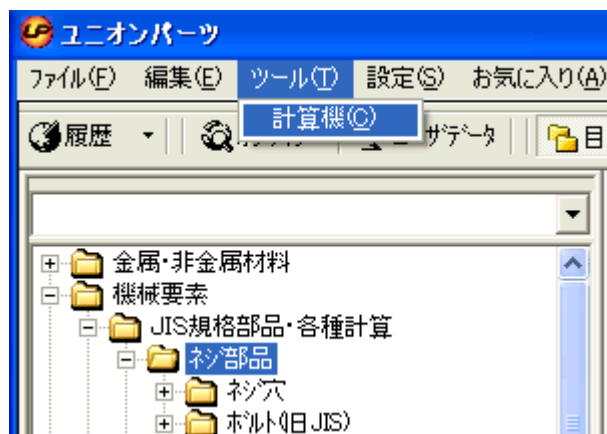 ユニオンパーツ
ﾌｧｲﾙ(F) 編集(E) ツール(T) 設定(S) お気に入り(A)
計算機(C)
履歴 ｻﾞﾃﾞｰﾀ 目
金属・非金属材料
機械要素
JIS規格部品・各種計算
ﾈｼﾞ部品
ﾈｼﾞ穴
ﾎﾞﾙﾄ(旧JIS)